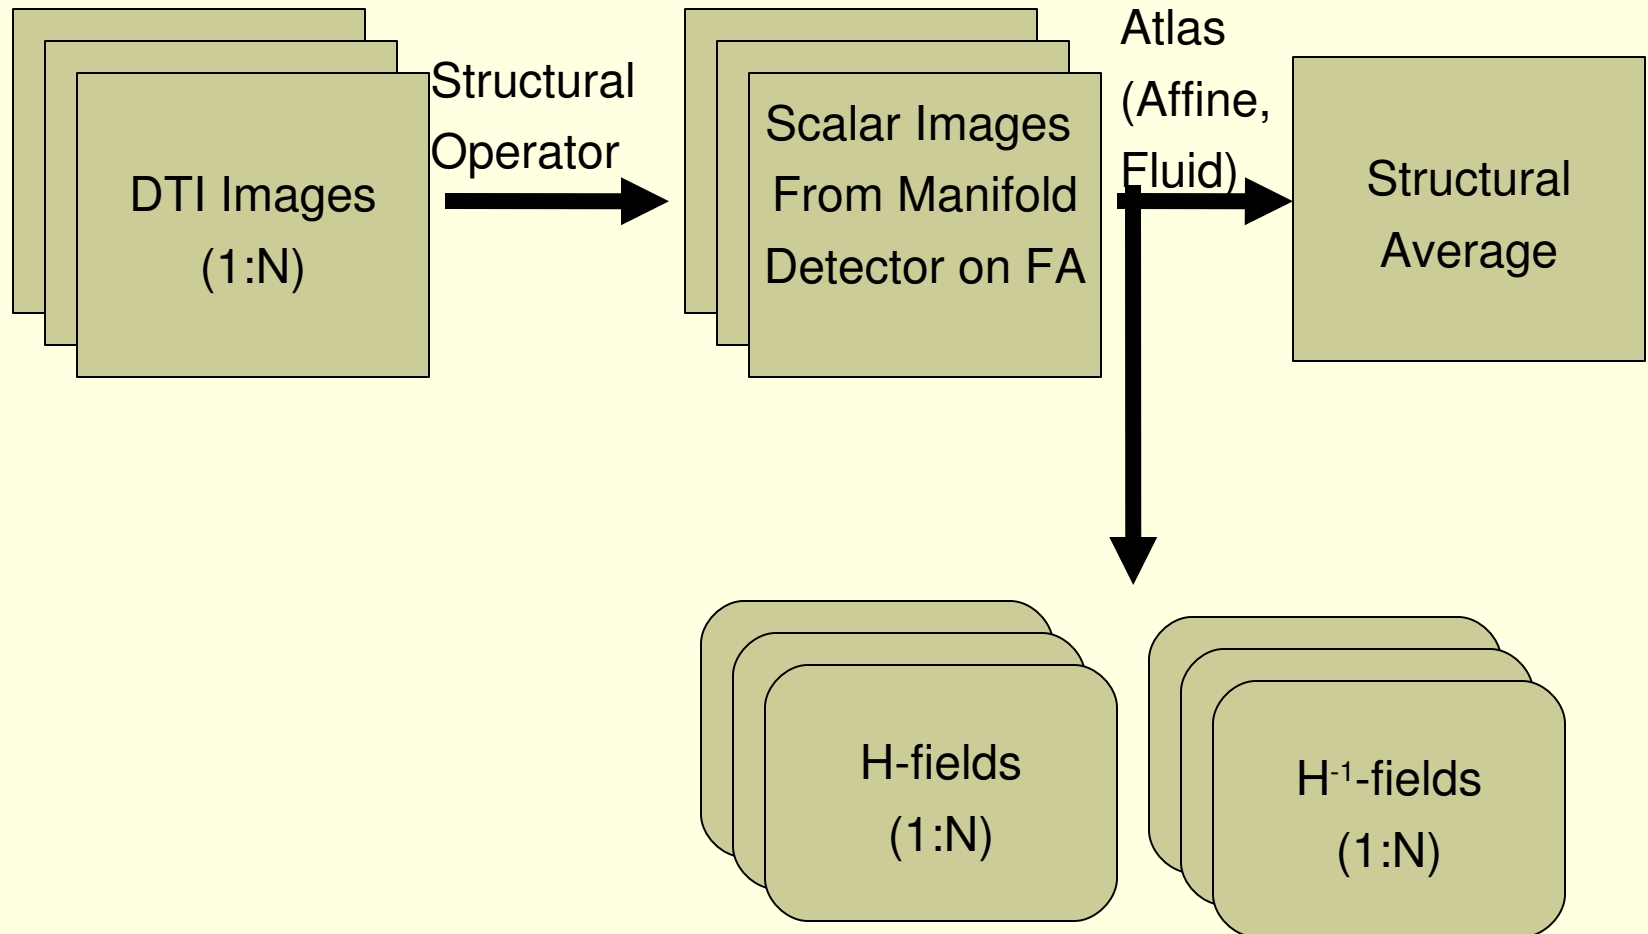 DTI Images
(1:N)
Structural
Operator
Scalar Images
From Manifold
Detector on FA
Atlas
(Affine,
Fluid)
Structural
Average
H-fields
(1:N)
H⁻¹-fields
(1:N)